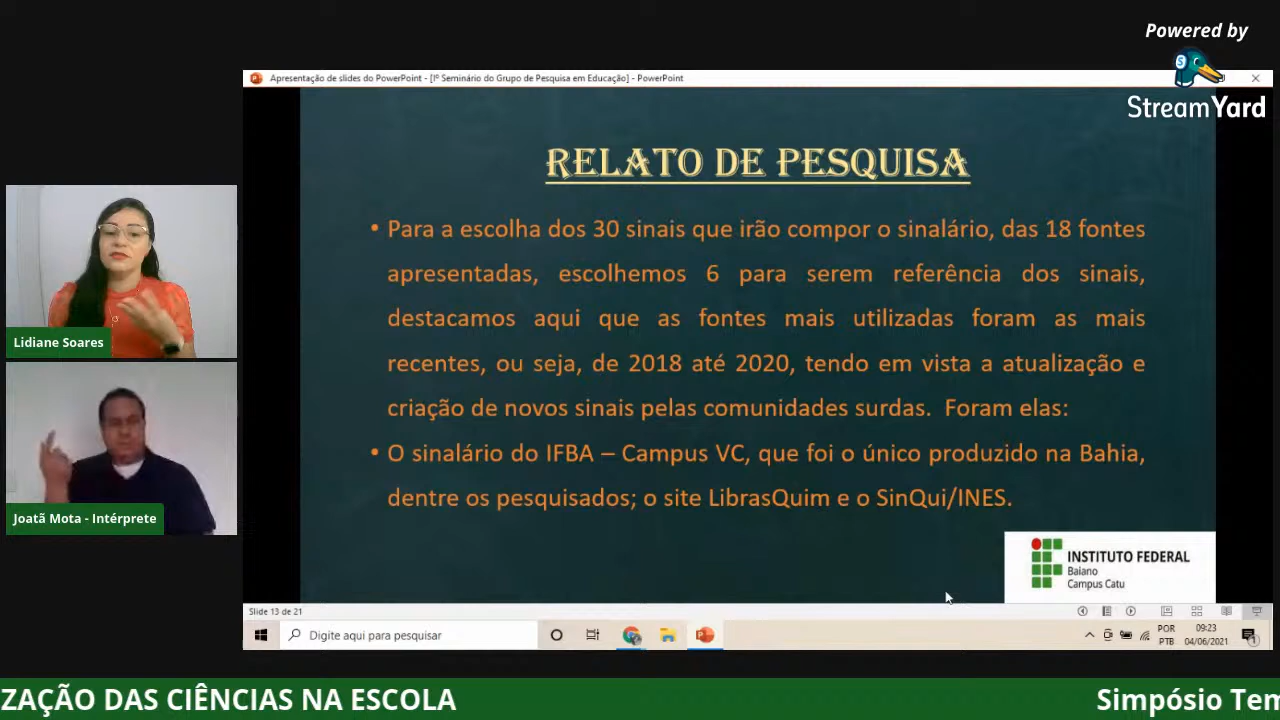 Powered by
StreamYard
Apresentação de slides do PowerPoint - [Iº Seminário do Grupo de Pesquisa em Educação] - PowerPoint
RELATO DE PESQUISA
• Para a escolha dos 30 sinais que irão compor o sinalário, das 18 fontes
apresentadas, escolhemos 6 para serem referência dos sinais,
destacamos aqui que as fontes mais utilizadas foram as mais
recentes, ou seja, de 2018 até 2020, tendo em vista a atualização e
criação de novos sinais pelas comunidades surdas. Foram elas:
• O sinalário do IFBA – Campus VC, que foi o único produzido na Bahia,
dentre os pesquisados; o site LibrasQuim e o SinQui/INES.
Lidiane Soares
Joatã Mota - Intérprete
INSTITUTO FEDERAL
Baiano
Campus Catu
Slide 13 de 21
Digite aqui para pesquisar
POR
PTB
09:23
04/06/2021
ZAÇÃO DAS CIÊNCIAS NA ESCOLA
Simpósio Tem